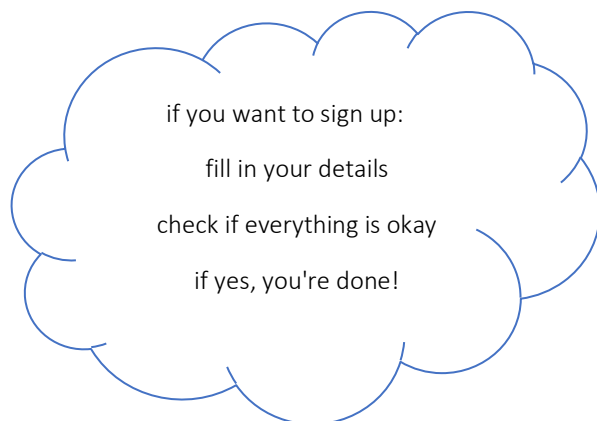 if you want to sign up:
fill in your details
check if everything is okay
if yes, you're done!